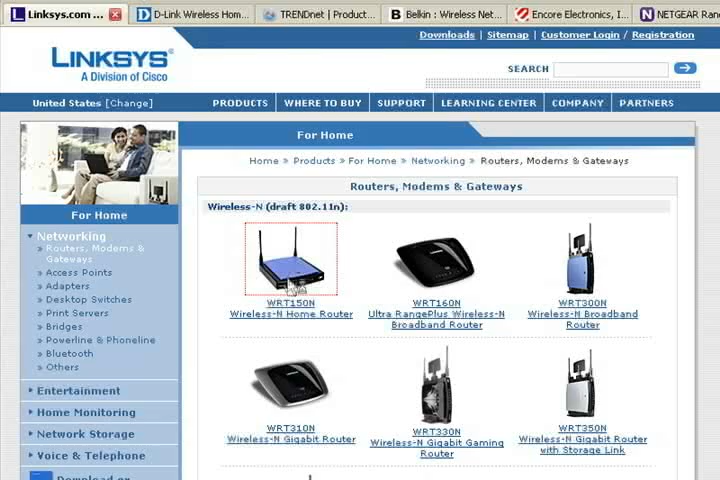 Linksys.com ...
D-Link Wireless Hom...
TRENDnet | Product...
Belkin : Wireless Net...
Encore Electronics, I...
NETGEAR Ran
Downloads | Sitemap | Customer Login / Registration
LINKSYS®
A Division of Cisco
SEARCH
United States [Change]
PRODUCTS
WHERE TO BUY
SUPPORT
LEARNING CENTER
COMPANY
PARTNERS
For Home
Home » Products » For Home » Networking » Routers, Modems & Gateways
Routers, Modems & Gateways
Wireless-N (draft 802.11n):
For Home
Networking
» Routers, Modems &
Gateways
» Access Points
» Adapters
» Desktop Switches
» Print Servers
» Bridges
» Powerline & Phoneline
» Bluetooth
» Others
Entertainment
Home Monitoring
Network Storage
Voice & Telephone
Download or
WRT150N
Wireless-N Home Router
WRT160N
Ultra RangePlus Wireless-N
Broadband Router
WRT300N
Wireless-N Broadband
Router
WRT310N
Wireless-N Gigabit Router
WRT330N
Wireless-N Gigabit Gaming
Router
WRT350N
Wireless-N Gigabit Router
with Storage Link